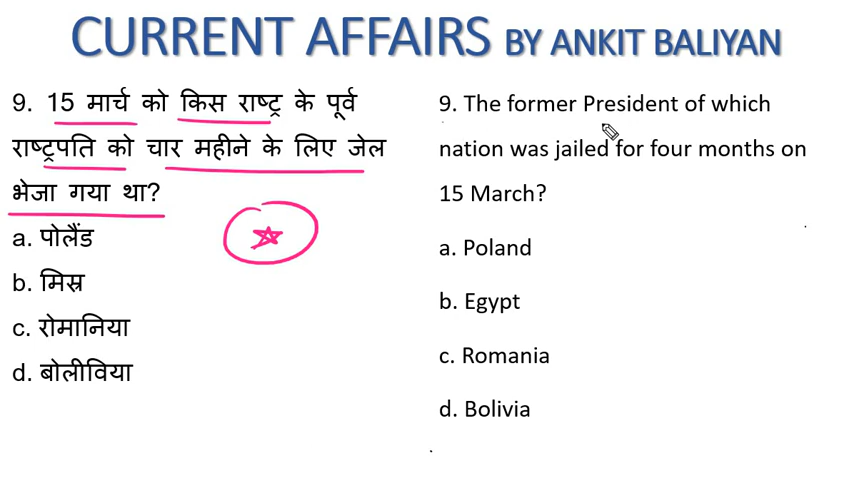 CURRENT AFFAIRS BY ANKIT BALIYAN
9. 15 मार्च को किस राष्ट्र के पूर्व
राष्ट्रपति को चार महीने के लिए जेल
भेजा गया था?
a. पोलैंड
b. मिस्र
c. रोमानिया
d. बोलीविया
9. The former President of which
nation was jailed for four months on
15 March?
a. Poland
b. Egypt
c. Romania
d. Bolivia